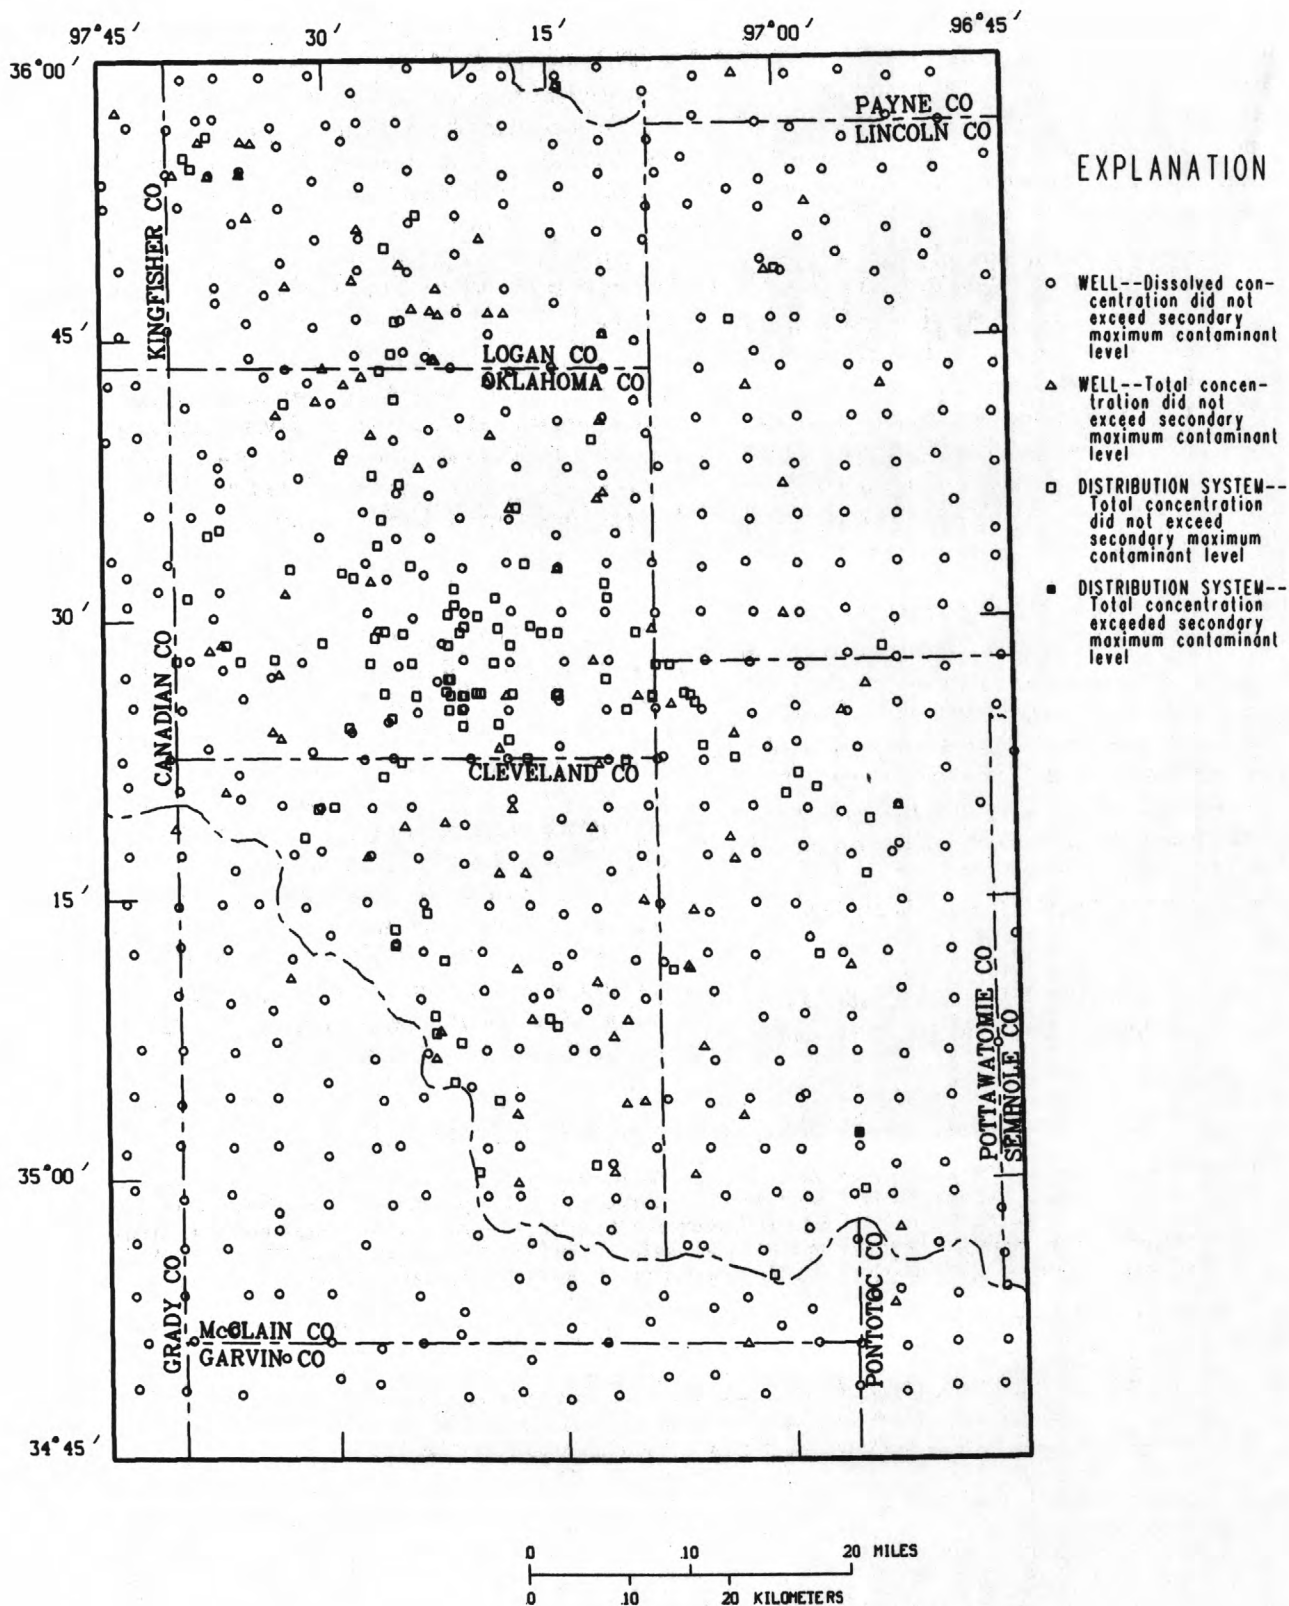 97°45′ 30′ 15′ 97°00′ 96°45′
36°00′
PAYNE CO
LINCOLN CO
EXPLANATION
KINGFISHER CO
WELL--Dissolved con-
centration did not
exceed secondary
maximum contaminant
level
45′
LOGAN CO
OKLAHOMA CO
WELL--Total concen-
tration did not
exceed secondary
maximum contaminant
level
DISTRIBUTION SYSTEM--
Total concentration
did not exceed
secondary maximum
contaminant level
DISTRIBUTION SYSTEM--
Total concentration
exceeded secondary
maximum contaminant
level
30′
CANADIAN CO
CLEVELAND CO
15′
POTTAWATOMIE CO
SEMINOLE CO
35°00′
GRADY CO
McCLAIN CO
GARVIN CO
PONTOTOC CO
34°45′
0 10 20 MILES
0 10 20 KILOMETERS